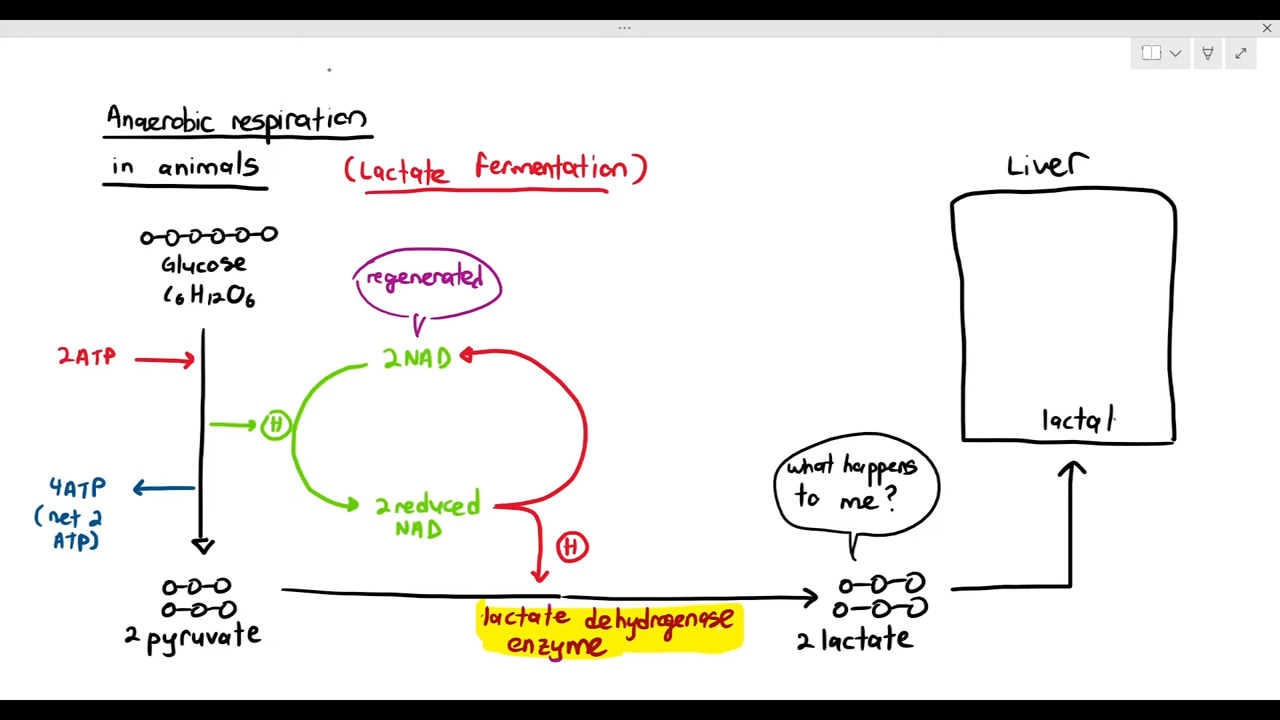 Anaerobic respiration
in animals
(Lactate fermentation)
Glucose
C6H12O6
2ATP
H
4ATP
(net 2
ATP)
2 pyruvate
regenerated
2NAD
2 reduced
NAD
H
lactate dehydrogenase
enzyme
what happens
to me?
2 lactate
Liver
lactat